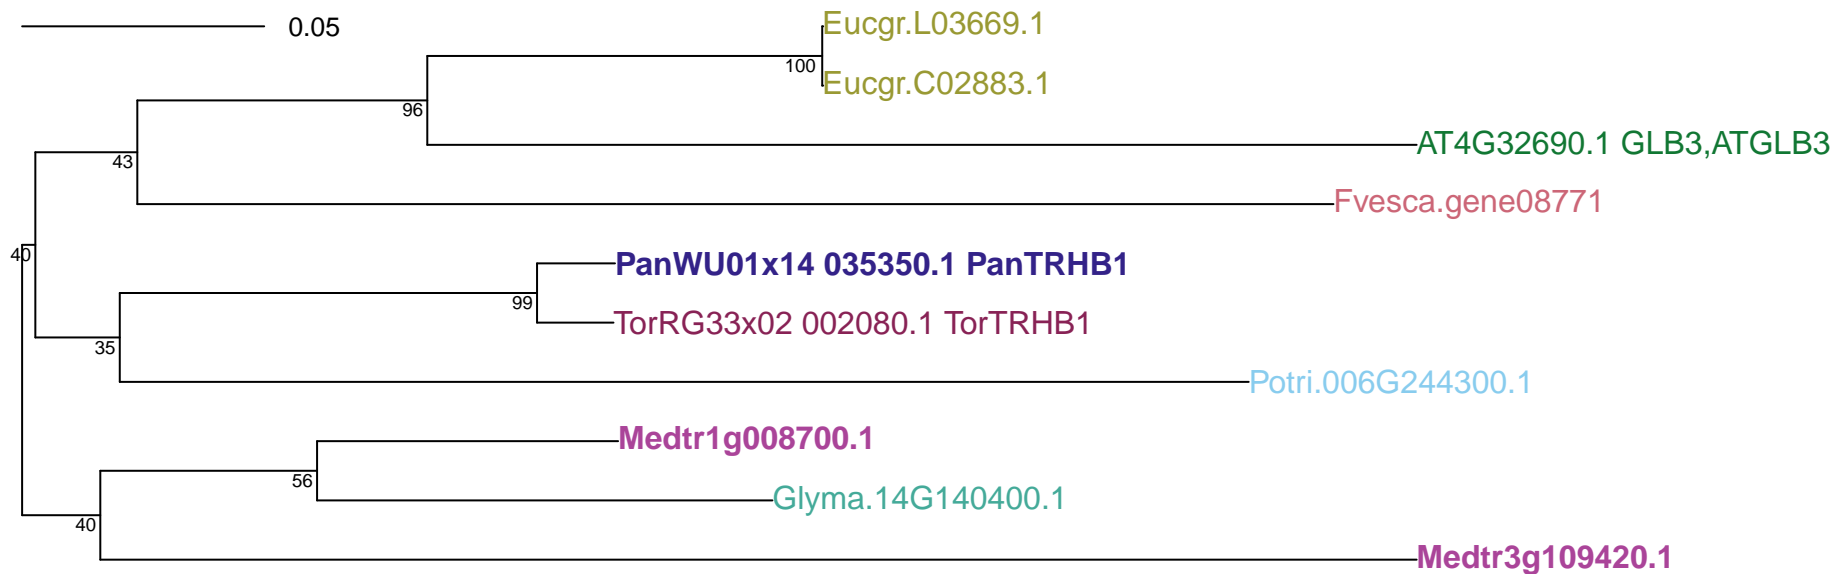 0.05
Eucgr.L03669.1
100
Eucgr.C02883.1
96
AT4G32690.1 GLB3,ATGLB3
43
Fvesca.gene08771
40
PanWU01x14 035350.1 PanTRHB1
99
TorRG33x02 002080.1 TorTRHB1
35
Potri.006G244300.1
Medtr1g008700.1
56
Glyma.14G140400.1
40
Medtr3g109420.1